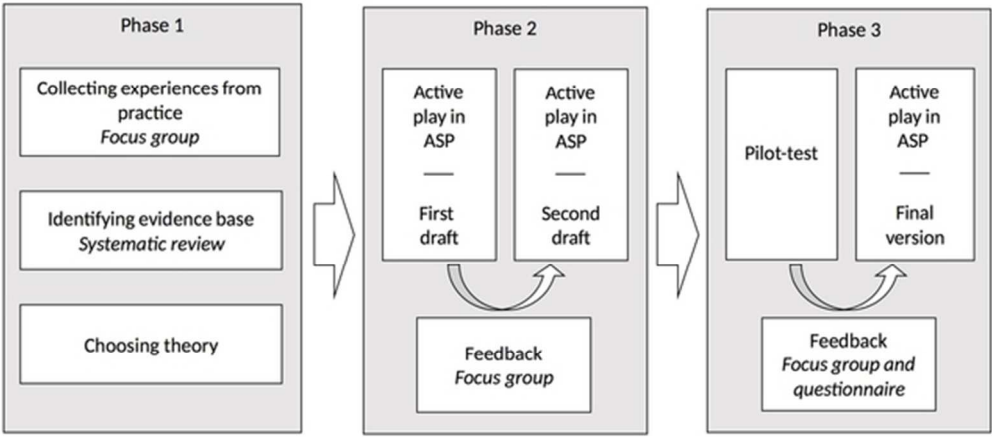 Phase 1
Collecting experiences from
practice
Focus group
Identifying evidence base
Systematic review
Choosing theory
Phase 2
Active
play in
ASP
—
First
draft
Active
play in
ASP
—
Second
draft
Feedback
Focus group
Phase 3
Pilot-test
Active
play in
ASP
—
Final
version
Feedback
Focus group and
questionnaire